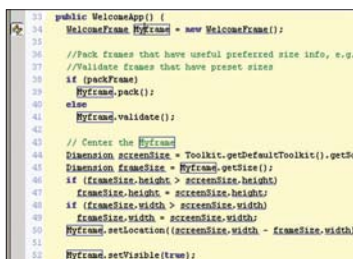 33 public WelcomeApp() {
34 WelcomeFrame Myframe = new WelcomeFrame();
35
36 //Pack frames that have useful preferred size info, e.g.
37 //Validate frames that have preset sizes
38 if (packFrame)
39 Myframe.pack();
40 else
41 Myframe.validate();
42
43 // Center the Myframe
44 Dimension screenSize = Toolkit.getDefaultToolkit().getSc
45 Dimension frameSize = Myframe.getSize();
46 if (frameSize.height > screenSize.height)
47 frameSize.height = screenSize.height;
48 if (frameSize.width > screenSize.width)
49 frameSize.width = screenSize.width;
50 Myframe.setLocation((screenSize.width - frameSize.width)
51
52 Myframe.setVisible(true);